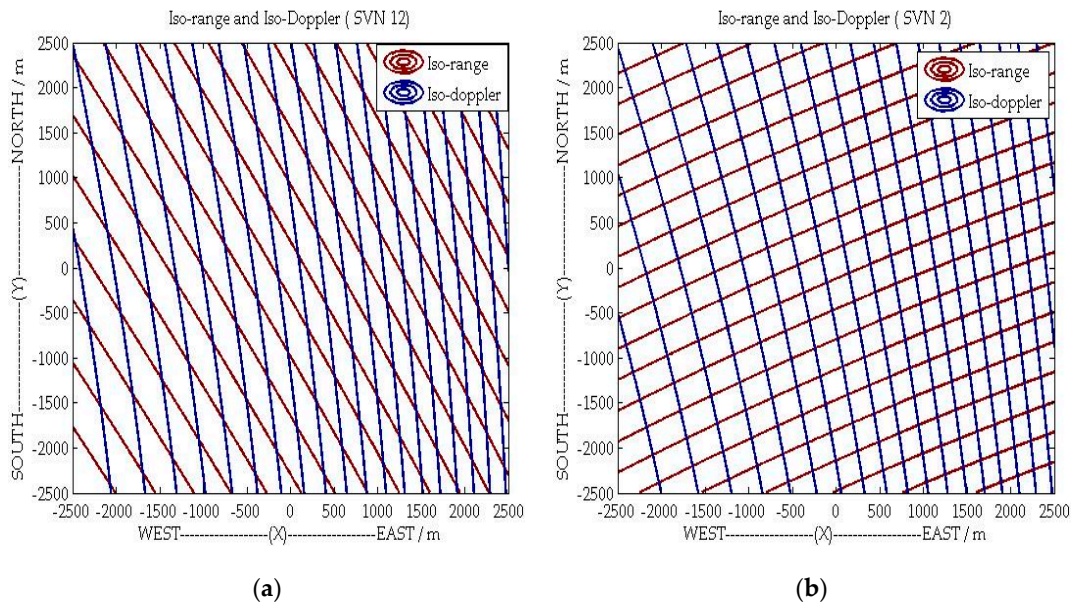 Iso-range and Iso-Doppler ( SVN 12)
2500
2000
1500
1000
500
0
-500
-1000
-1500
-2000
-2500
SOUTH------(Y)------NORTH / m
Iso-range
Iso-doppler
-2500 -2000 -1500 -1000 -500 0 500 1000 1500 2000 2500
WEST-------------------(X)-------------------EAST / m
(a)
Iso-range and Iso-Doppler ( SVN 2)
2500
2000
1500
1000
500
0
-500
-1000
-1500
-2000
-2500
SOUTH------(Y)------NORTH / m
Iso-range
Iso-doppler
-2500 -2000 -1500 -1000 -500 0 500 1000 1500 2000 2500
WEST-------------------(X)-------------------EAST / m
(b)